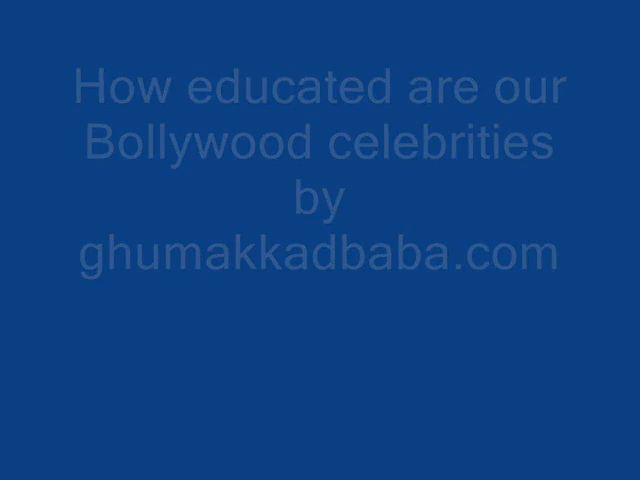 How educated are our
Bollywood celebrities
by
ghumakkadbaba.com